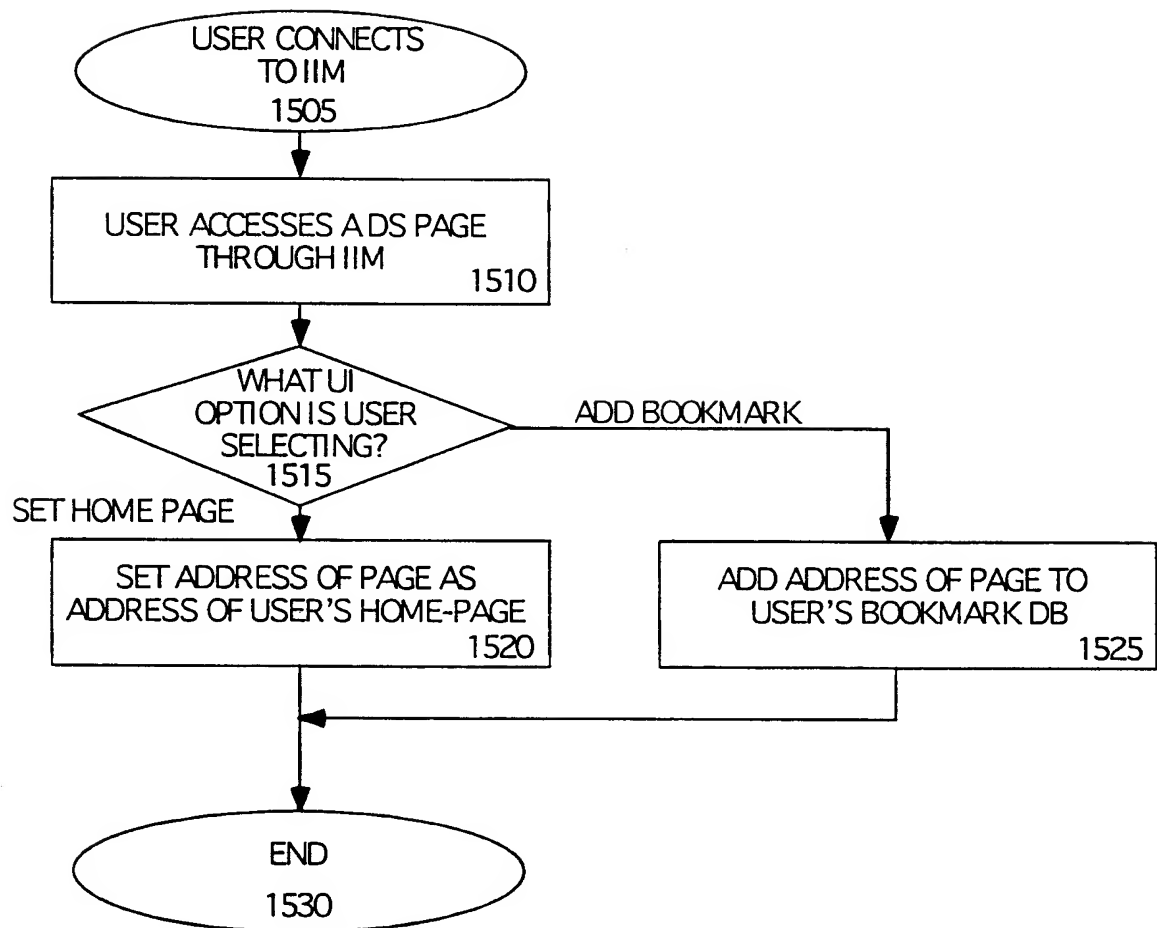 USER CONNECTS
TO IIM
1505
USER ACCESSES A DS PAGE
THROUGH IIM
1510
WHAT UI
OPTION IS USER
SELECTING?
1515
ADD BOOKMARK
SET HOME PAGE
SET ADDRESS OF PAGE AS
ADDRESS OF USER'S HOME-PAGE
1520
ADD ADDRESS OF PAGE TO
USER'S BOOKMARK DB
1525
END
1530